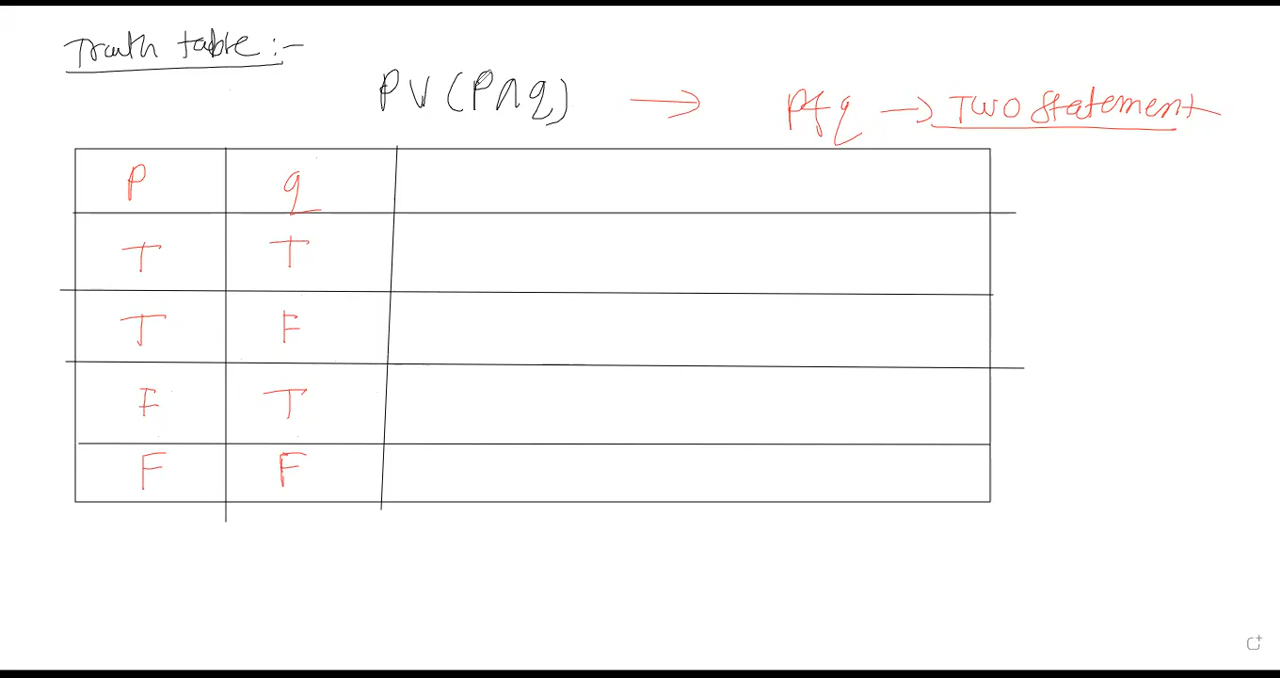 Truth table :-
P V (P ∧ q) → P & q → Two Statement
P q
T T
T F
F T
F F